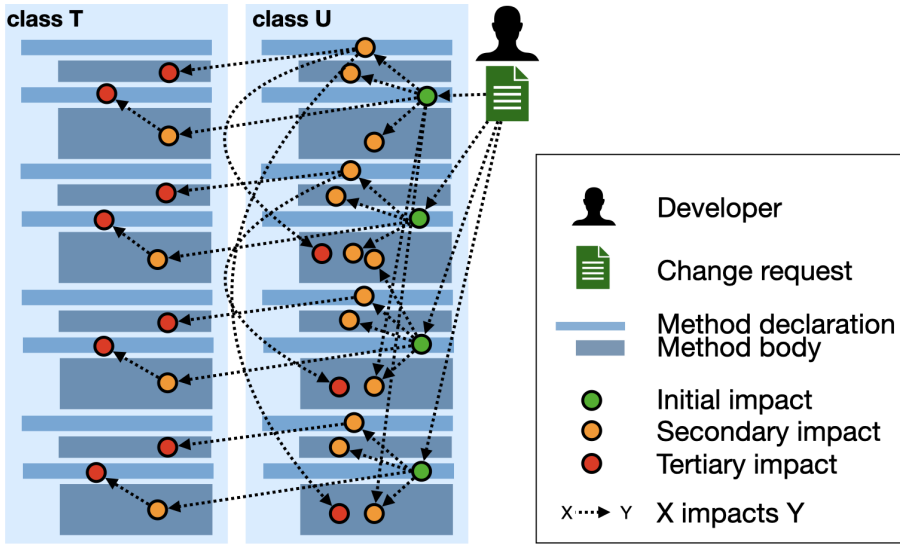 class T
class U
Developer
Change request
Method declaration
Method body
Initial impact
Secondary impact
Tertiary impact
X Y X impacts Y